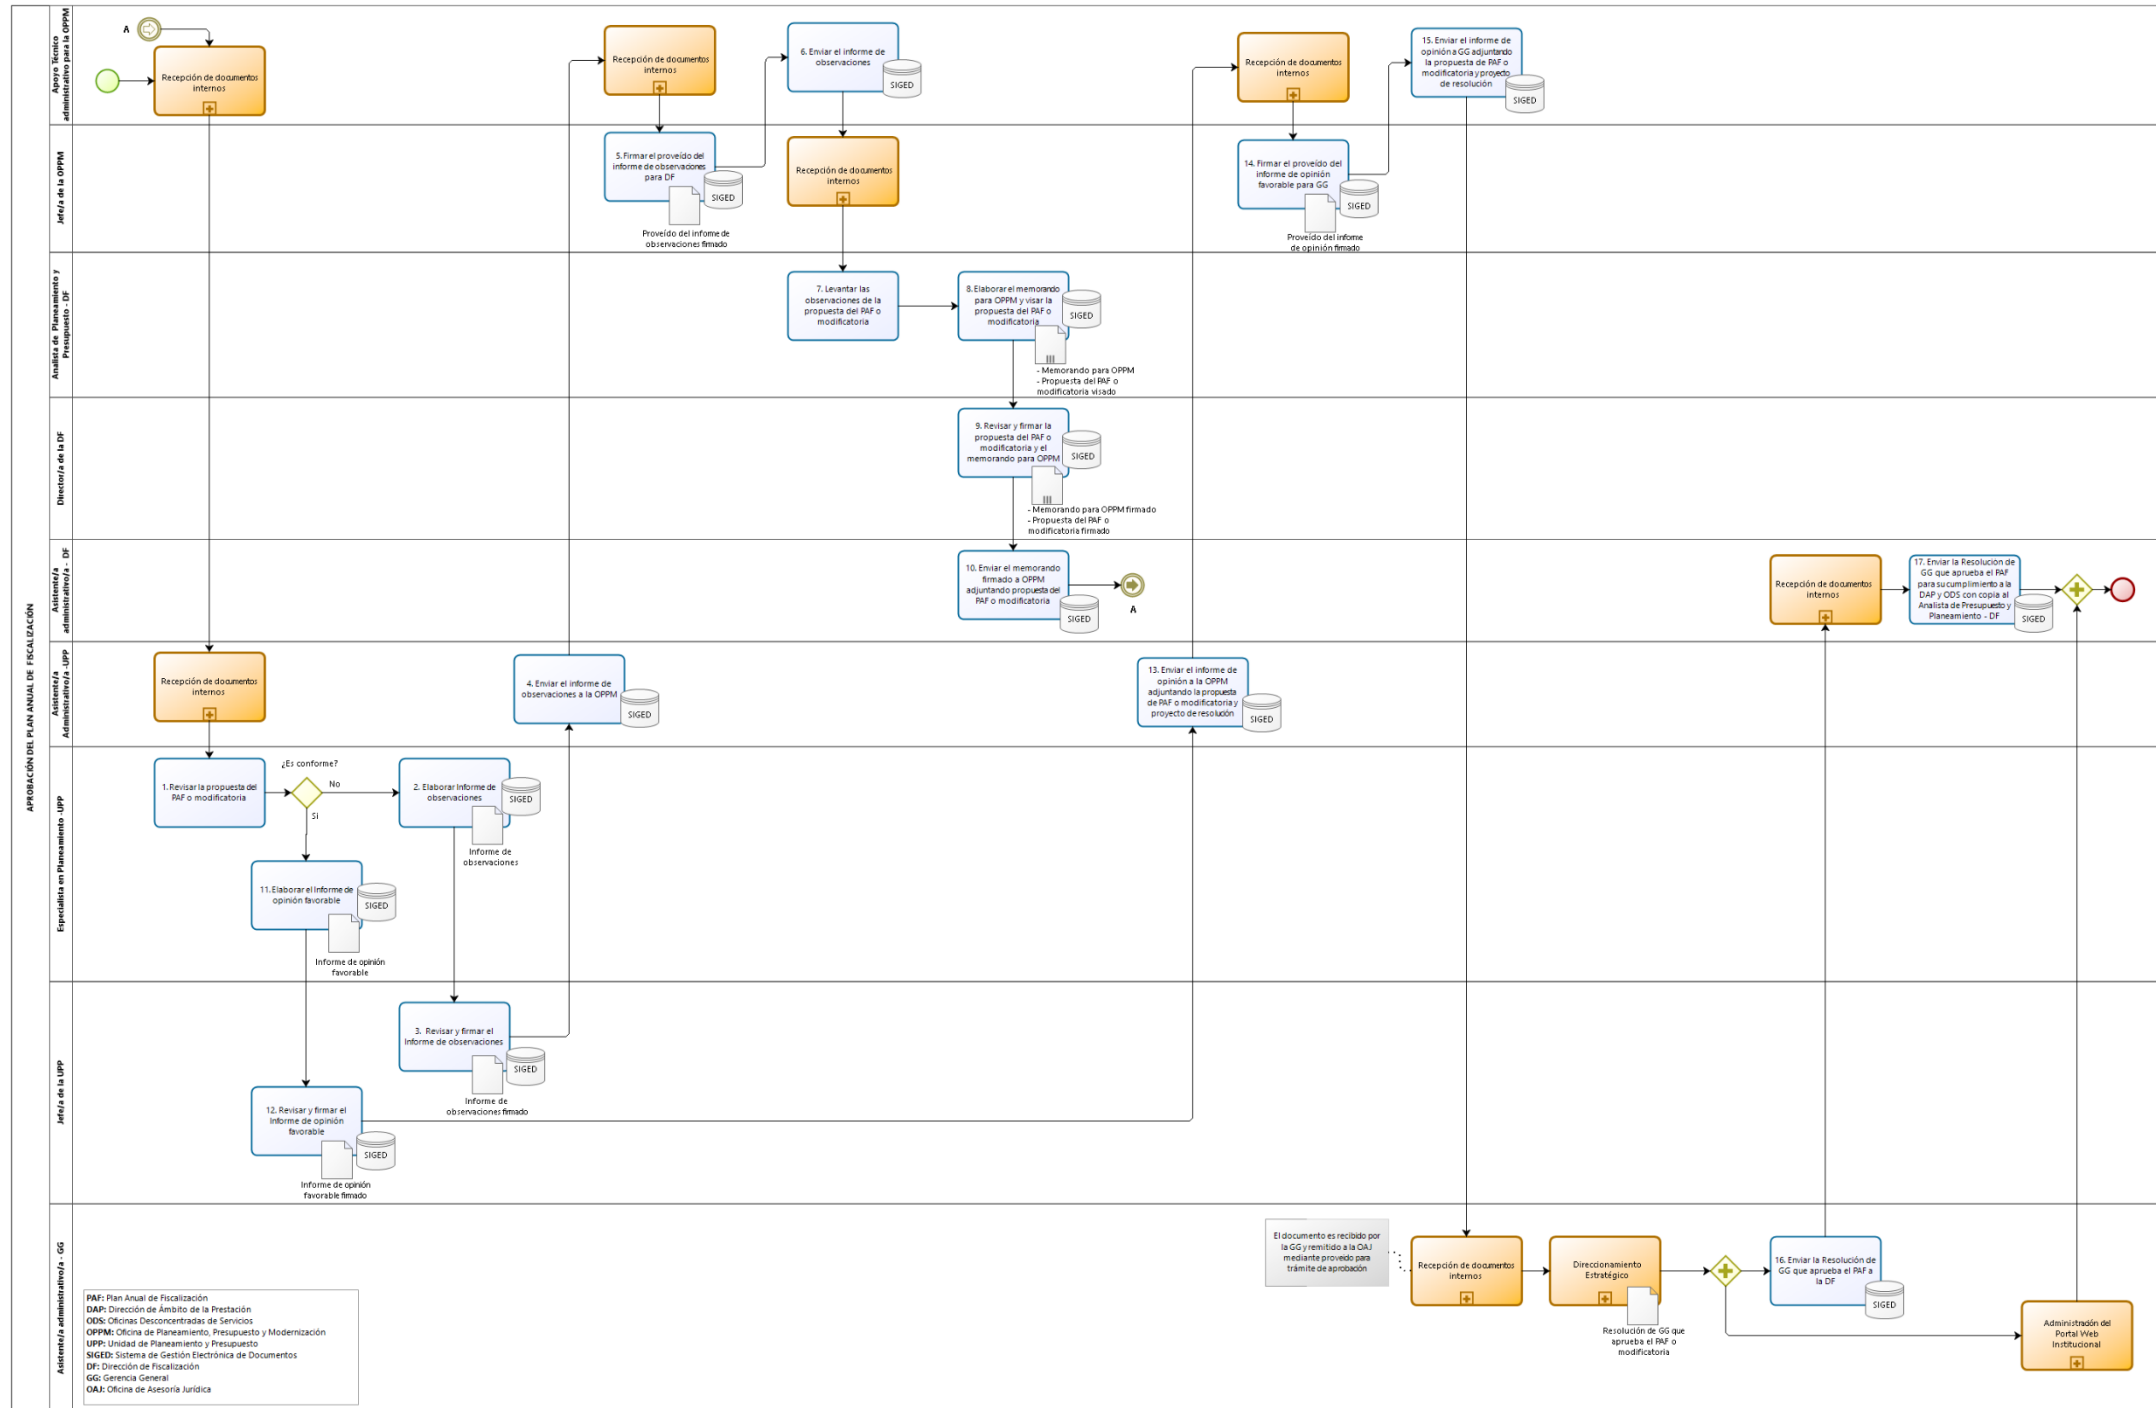 APROBACIÓN DEL PLAN ANUAL DE FISCALIZACIÓN
Apoyo Técnico
administrativo para la OPPM
A
Recepción de documentos
internos
Recepción de documentos
internos
6. Enviar el informe de
observaciones
SIGED
Recepción de documentos
internos
15. Enviar el informe de
opinión a GG adjuntando
la propuesta de PAF o
modificatoria y proyecto
de resolución
SIGED
Jefe/a de la OPPM
5. Firmar el proveído del
informe de observaciones
para DF
SIGED
Proveído del informe de
observaciones firmado
Recepción de documentos
internos
14. Firmar el proveído del
informe de opinión
favorable para GG
SIGED
Proveído del informe
de opinión firmado
Analista de Planeamiento y
Presupuesto - DF
7. Levantar las
observaciones de la
propuesta del PAF o
modificatoria
8. Elaborar el memorando
para OPPM y visar la
propuesta del PAF o
modificatoria
SIGED
- Memorando para OPPM
- Propuesta del PAF o
modificatoria visado
Director/a de la DF
9. Revisar y firmar la
propuesta del PAF o
modificatoria y el
memorando para OPPM
SIGED
- Memorando para OPPM firmado
- Propuesta del PAF o
modificatoria firmado
Asistente/a
administrativo/a - DF
10. Enviar el memorando
firmado a OPPM
adjuntando propuesta del
PAF o modificatoria
SIGED
A
Recepción de documentos
internos
17. Enviar la Resolución de
GG que aprueba el PAF
para su cumplimiento a la
DAP y ODS con copia al
Analista de Presupuesto y
Planeamiento - DF
SIGED
Asistente/a
Administrativo/a -UPP
Recepción de documentos
internos
4. Enviar el informe de
observaciones a la OPPM
SIGED
13. Enviar el informe de
opinión a la OPPM
adjuntando la propuesta
de PAF o modificatoria y
proyecto de resolución
SIGED
Especialista en Planeamiento -UPP
1. Revisar la propuesta del
PAF o modificatoria
¿Es conforme?
No
Si
2. Elaborar Informe de
observaciones
SIGED
Informe de
observaciones
11. Elaborar el Informe de
opinión favorable
SIGED
Informe de opinión
favorable
Jefe/a de la UPP
3. Revisar y firmar el
Informe de observaciones
SIGED
Informe de
observaciones firmado
12. Revisar y firmar el
Informe de opinión
favorable
SIGED
Informe de opinión
favorable firmado
Asistente/a administrativo/a - GG
El documento es recibido por
la GG y remitido a la OAJ
mediante proveido para
trámite de aprobación
Recepción de documentos
internos
Direccionamiento
Estratégico
Resolución de GG que
aprueba el PAF o
modificatoria
16. Enviar la Resolución de
GG que aprueba el PAF a
la DF
SIGED
Administración del
Portal Web
Institucional
PAF: Plan Anual de Fiscalización
DAP: Dirección de Ámbito de la Prestación
ODS: Oficinas Desconcentradas de Servicios
OPPM: Oficina de Planeamiento, Presupuesto y Modernización
UPP: Unidad de Planeamiento y Presupuesto
SIGED: Sistema de Gestión Electrónica de Documentos
DF: Dirección de Fiscalización
GG: Gerencia General
OAJ: Oficina de Asesoría Jurídica